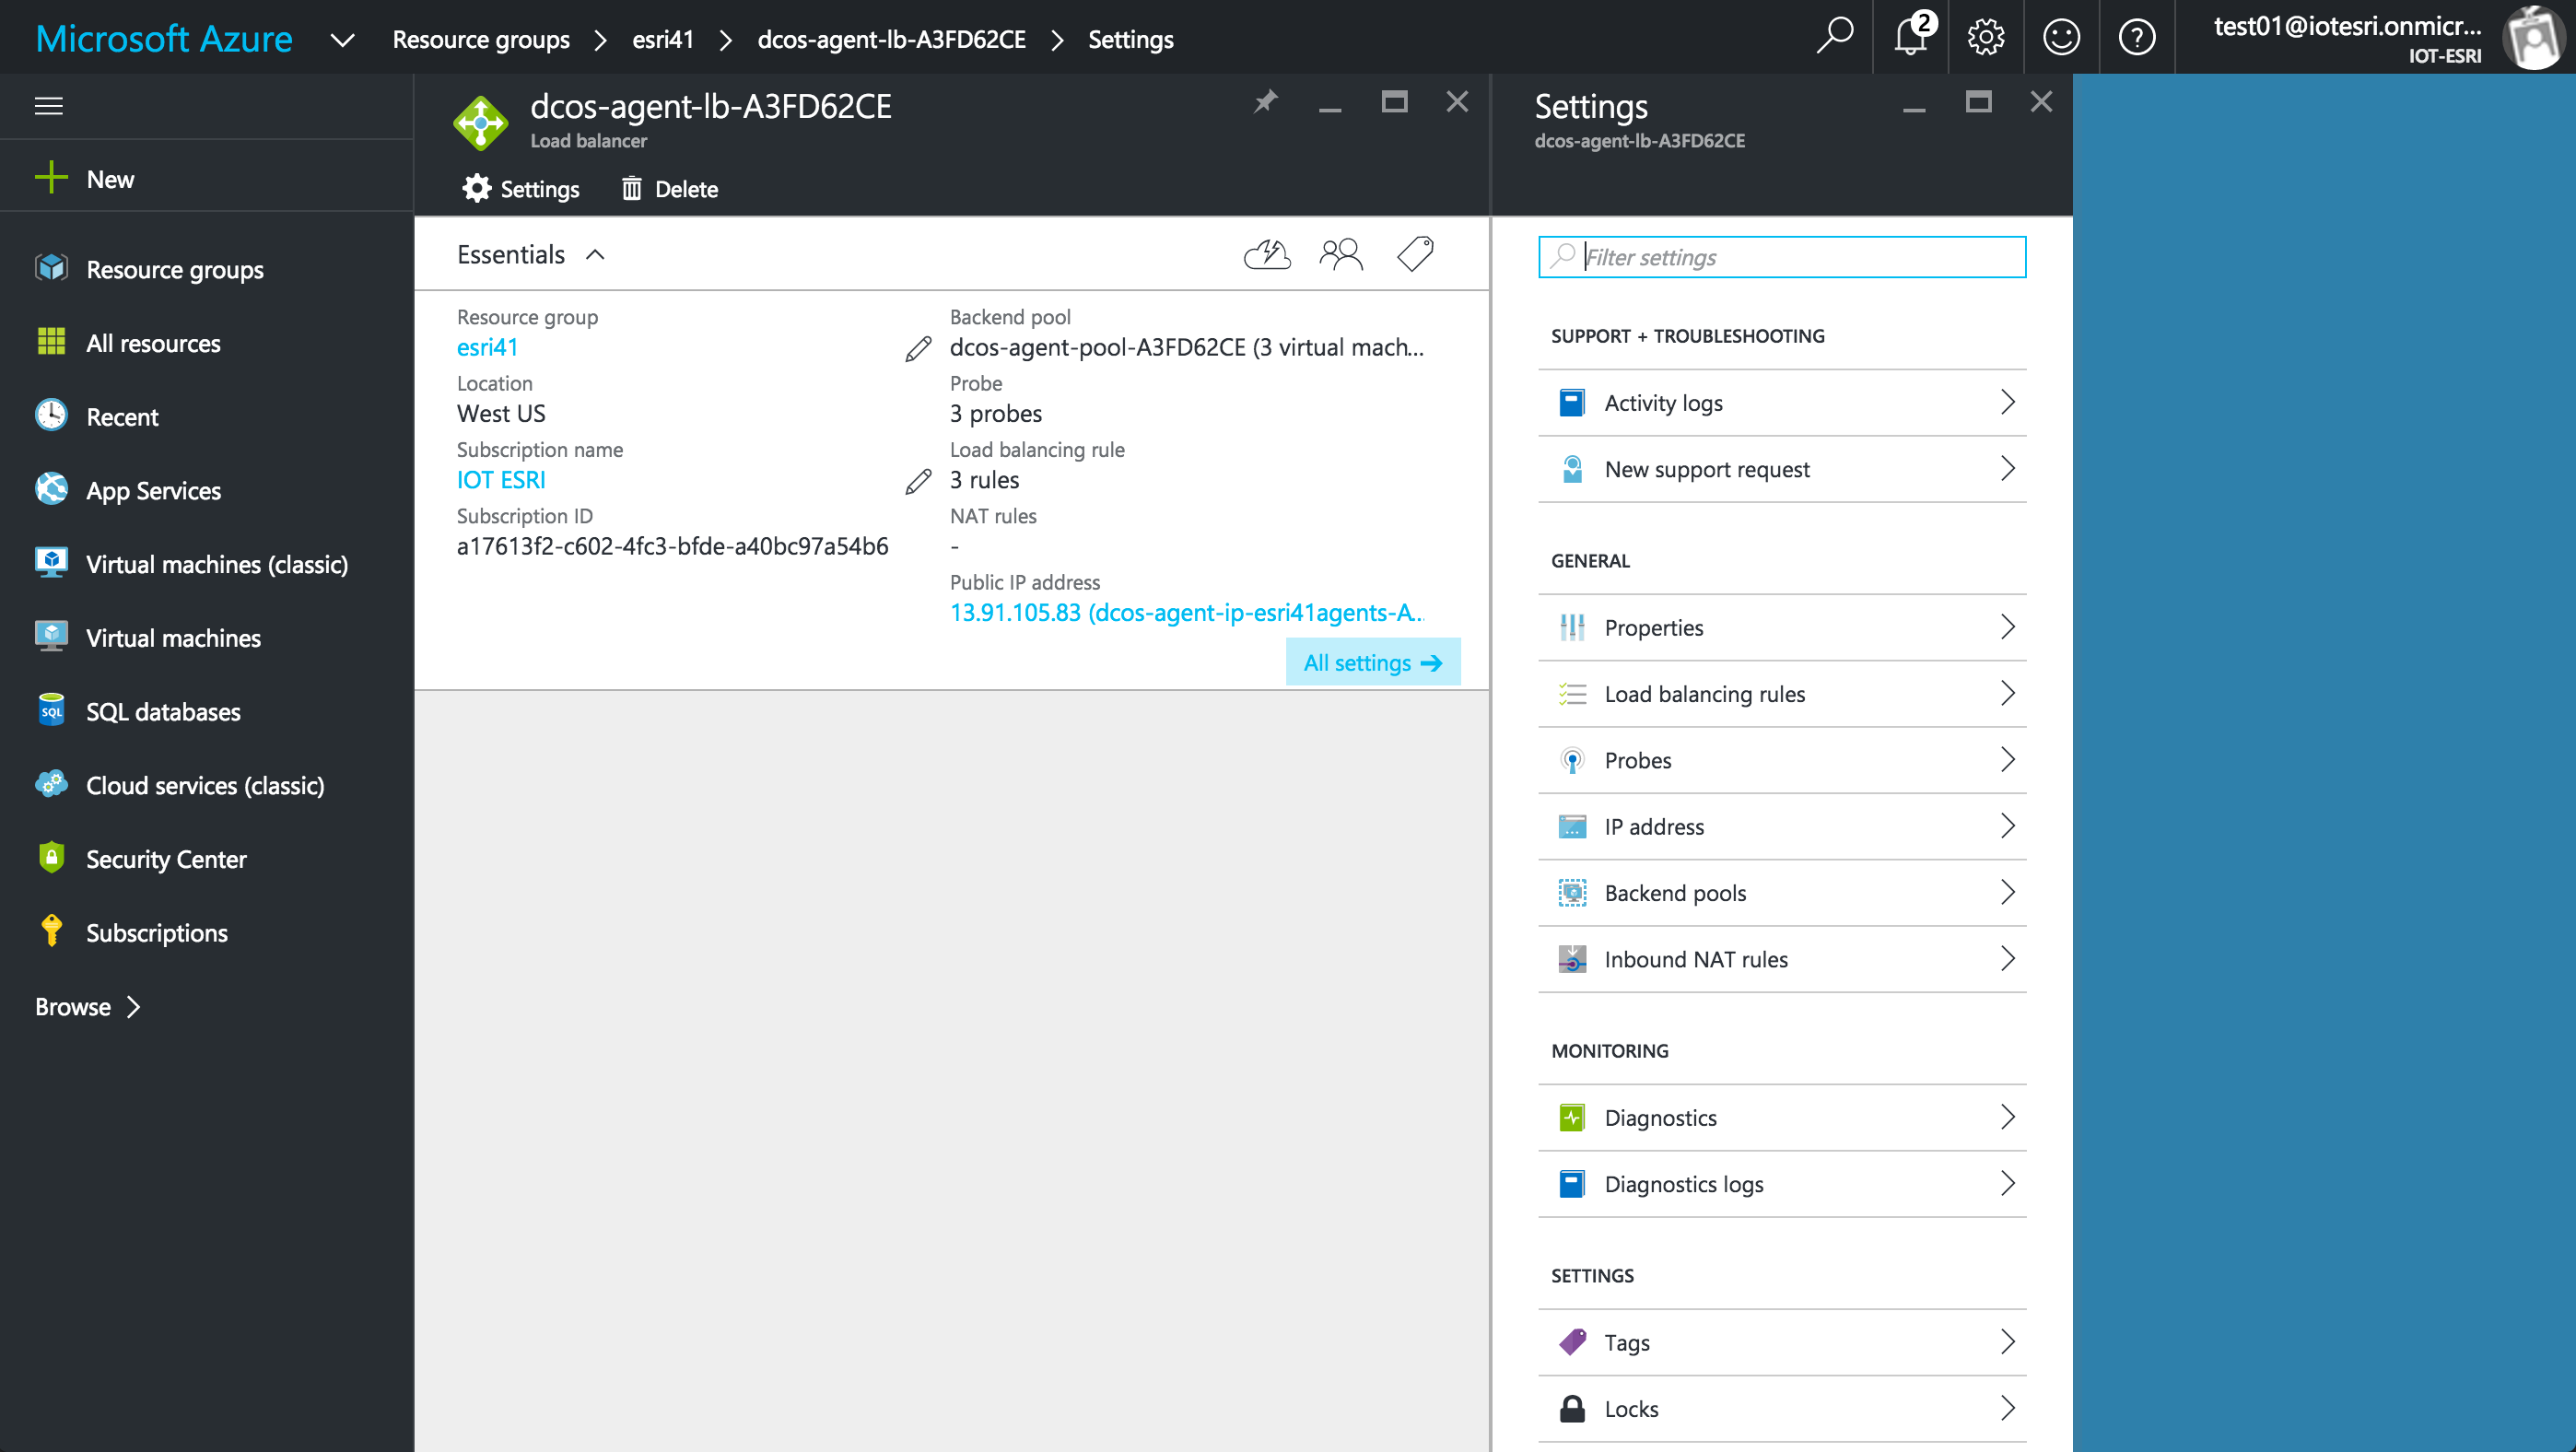 Microsoft Azure
Resource groups
esri41
dcos-agent-lb-A3FD62CE
Settings
2
test01@iotesri.onmicr...
IOT-ESRI
New
Resource groups
All resources
Recent
App Services
Virtual machines (classic)
Virtual machines
SQL
SQL databases
Cloud services (classic)
Security Center
Subscriptions
Browse
dcos-agent-lb-A3FD62CE
Load balancer
Settings
Delete
Essentials
Resource group
esri41
Location
West US
Subscription name
IOT ESRI
Subscription ID
a17613f2-c602-4fc3-bfde-a40bc97a54b6
Backend pool
dcos-agent-pool-A3FD62CE (3 virtual mach...
Probe
3 probes
Load balancing rule
3 rules
NAT rules
-
Public IP address
13.91.105.83 (dcos-agent-ip-esri41agents-A...
All settings
Settings
dcos-agent-lb-A3FD62CE
Filter settings
SUPPORT + TROUBLESHOOTING
Activity logs
New support request
GENERAL
Properties
Load balancing rules
Probes
IP address
Backend pools
Inbound NAT rules
MONITORING
Diagnostics
Diagnostics logs
SETTINGS
Tags
Locks